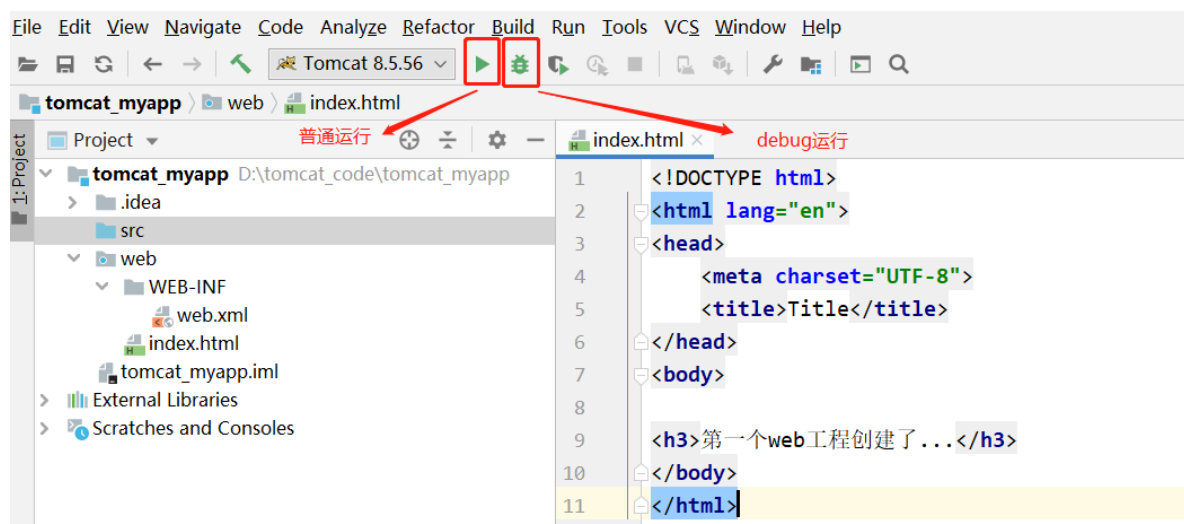 File Edit View Navigate Code Analyze Refactor Build Run Tools VCS Window Help
Tomcat 8.5.56
tomcat_myapp web index.html
1: Project
Project
普通运行
index.html
debug运行
tomcat_myapp D:\tomcat_code\tomcat_myapp
.idea
src
web
WEB-INF
web.xml
index.html
tomcat_myapp.iml
External Libraries
Scratches and Consoles
1 <!DOCTYPE html>
2 <html lang="en">
3 <head>
4 <meta charset="UTF-8">
5 <title>Title</title>
6 </head>
7 <body>
8
9 <h3>第一个web工程创建了...</h3>
10 </body>
11 </html>